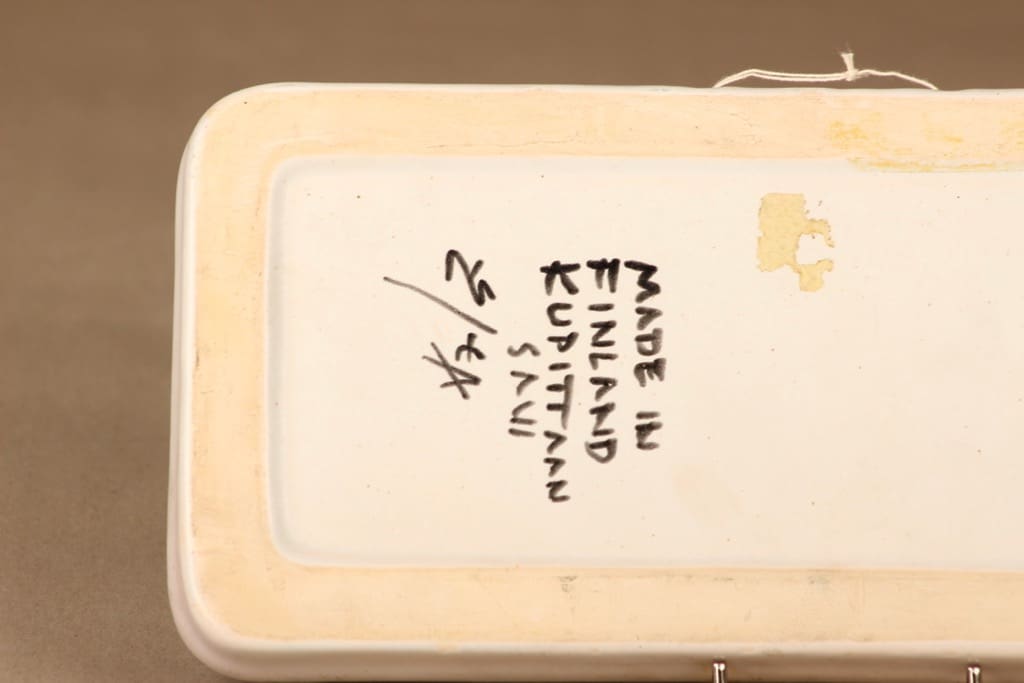 MADE IN
FINLAND
KUPITTAAN
SAVI